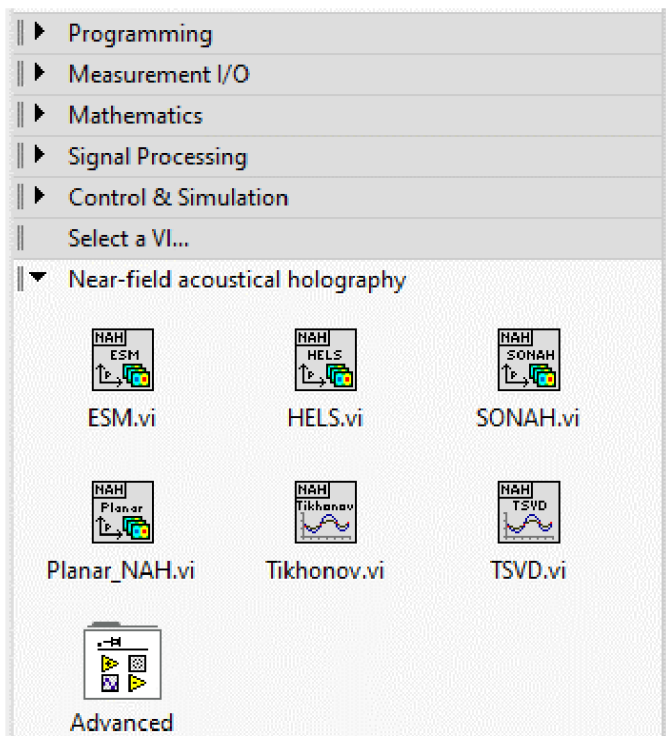 Programming
Measurement I/O
Mathematics
Signal Processing
Control & Simulation
Select a VI...
Near-field acoustical holography
NAH NAH NAH
ESM HELS SONAH
P P P
ESM.vi HELS.vi SONAH.vi
NAH NAH NAH
Planar Tikhonov TSVD
P
Planar_NAH.vi Tikhonov.vi TSVD.vi
Advanced